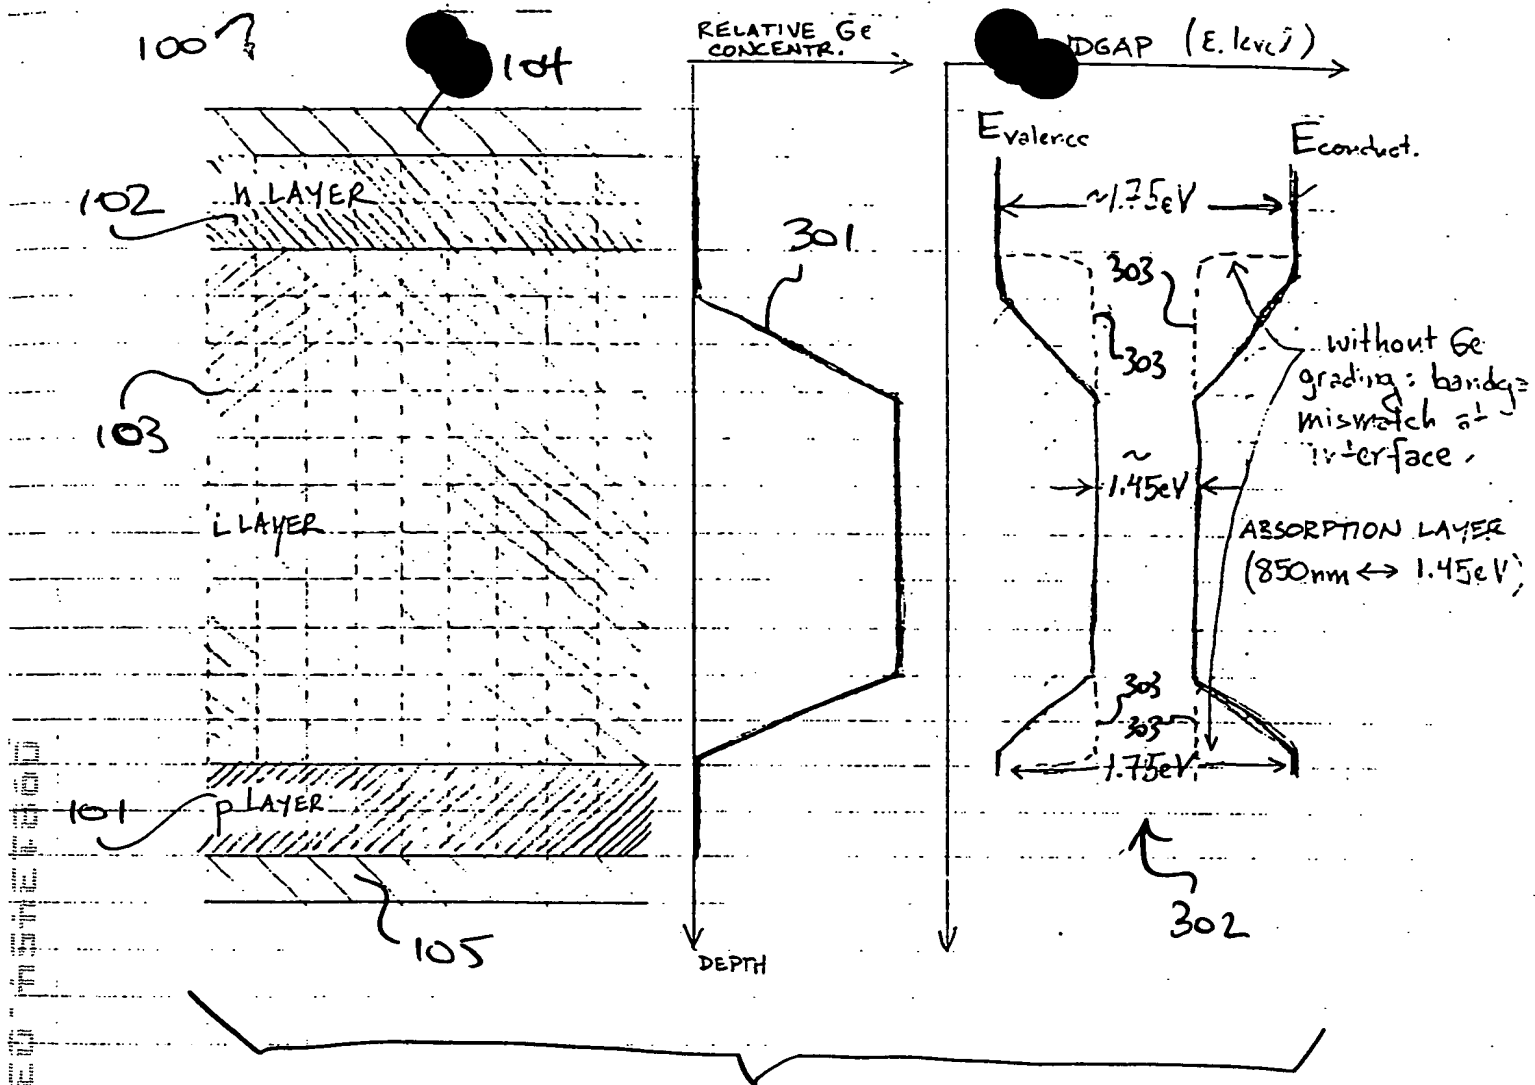 100
104
RELATIVE Ge
CONCENTR.
DGAP (E. level)
Evalence
Econduct.
102
n LAYER
~1.75eV
301
303
303
without Ge
grading: bandga
mismatch at
interface.
103
~
1.45eV
i LAYER
ABSORPTION LAYER
(850nm ↔ 1.45eV)
303
303
1.75eV
101
p LAYER
302
105
DEPTH